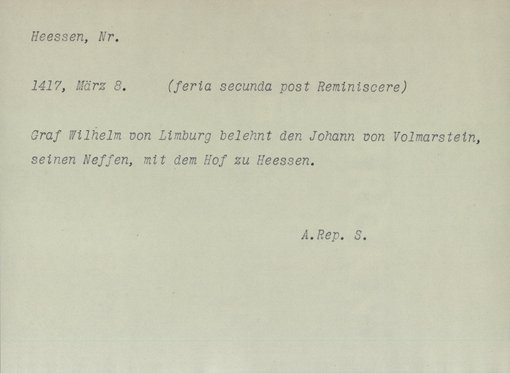 Heessen, Nr.
1417, März 8. (feria secunda post Reminiscere)
Graf Wilhelm von Limburg belehnt den Johann von Volmarstein,
seinen Neffen, mit dem Hof zu Heessen.
A.Rep. S.